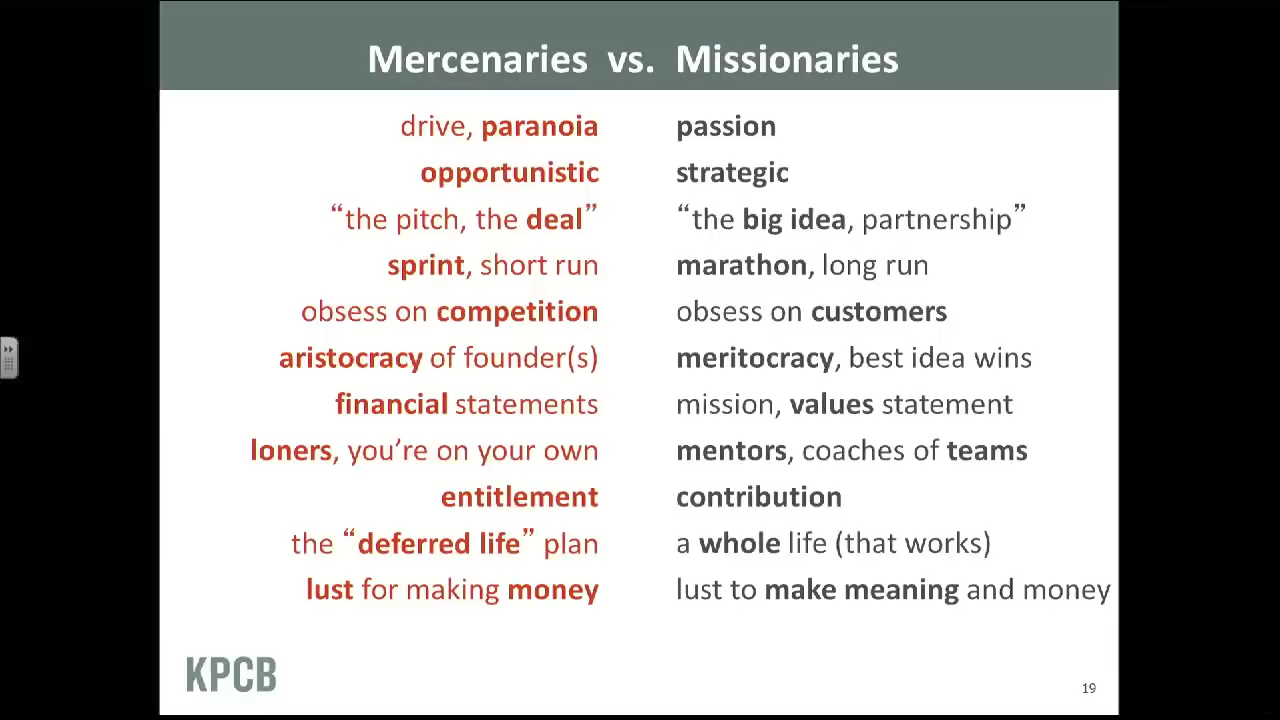 Mercenaries vs. Missionaries
drive, paranoia passion
opportunistic strategic
“the pitch, the deal” “the big idea, partnership”
sprint, short run marathon, long run
obsess on competition obsess on customers
aristocracy of founder(s) meritocracy, best idea wins
financial statements mission, values statement
loners, you’re on your own mentors, coaches of teams
entitlement contribution
the “deferred life” plan a whole life (that works)
lust for making money lust to make meaning and money
KPCB
19